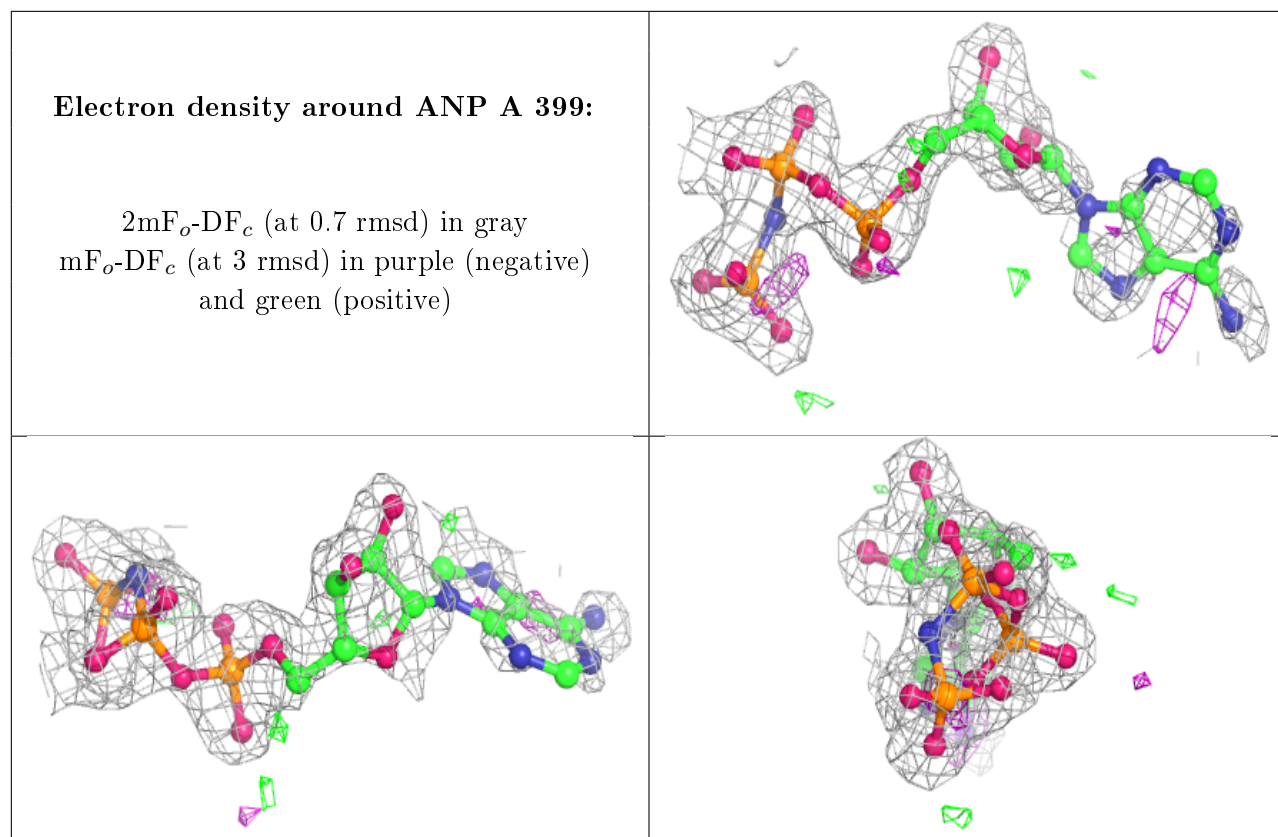 Electron density around ANP A 399:
2mFₒ-DF𝒸 (at 0.7 rmsd) in gray
mFₒ-DF𝒸 (at 3 rmsd) in purple (negative)
and green (positive)